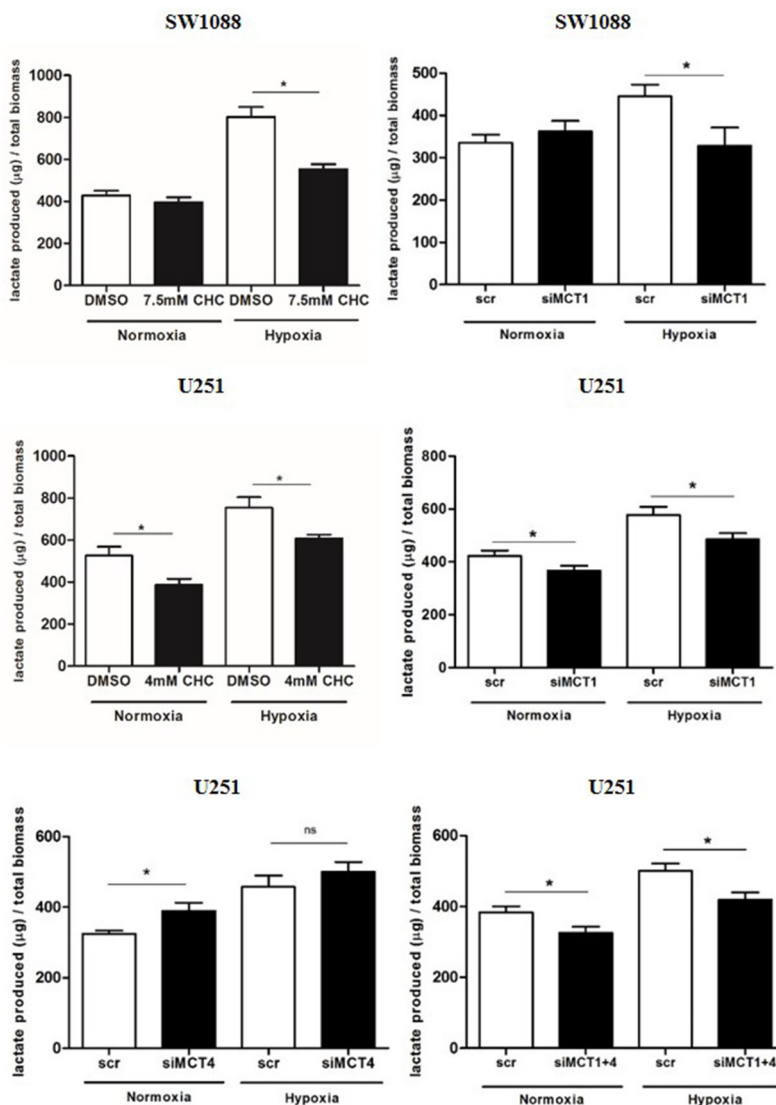 SW1088
lactate produced (µg) / total biomass
1000
800
600
400
200
0
*
DMSO 7.5mM CHC DMSO 7.5mM CHC
Normoxia Hypoxia
SW1088
lactate produced (µg) / total biomass
500
400
300
200
100
0
*
scr siMCT1 scr siMCT1
Normoxia Hypoxia
U251
lactate produced (µg) / total biomass
1000
800
600
400
200
0
* *
DMSO 4mM CHC DMSO 4mM CHC
Normoxia Hypoxia
U251
lactate produced (µg) / total biomass
800
600
400
200
0
* *
scr siMCT1 scr siMCT1
Normoxia Hypoxia
U251
lactate produced (µg) / total biomass
600
400
200
0
* ns
scr siMCT4 scr siMCT4
Normoxia Hypoxia
U251
lactate produced (µg) / total biomass
600
400
200
0
* *
scr siMCT1+4 scr siMCT1+4
Normoxia Hypoxia